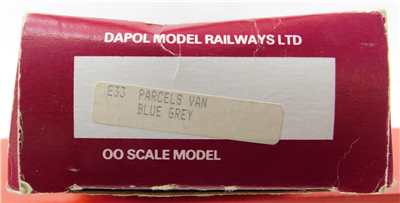 DAPOL MODEL RAILWAYS LTD
E33 PARCELS VAN
BLUE GREY
OO SCALE MODEL